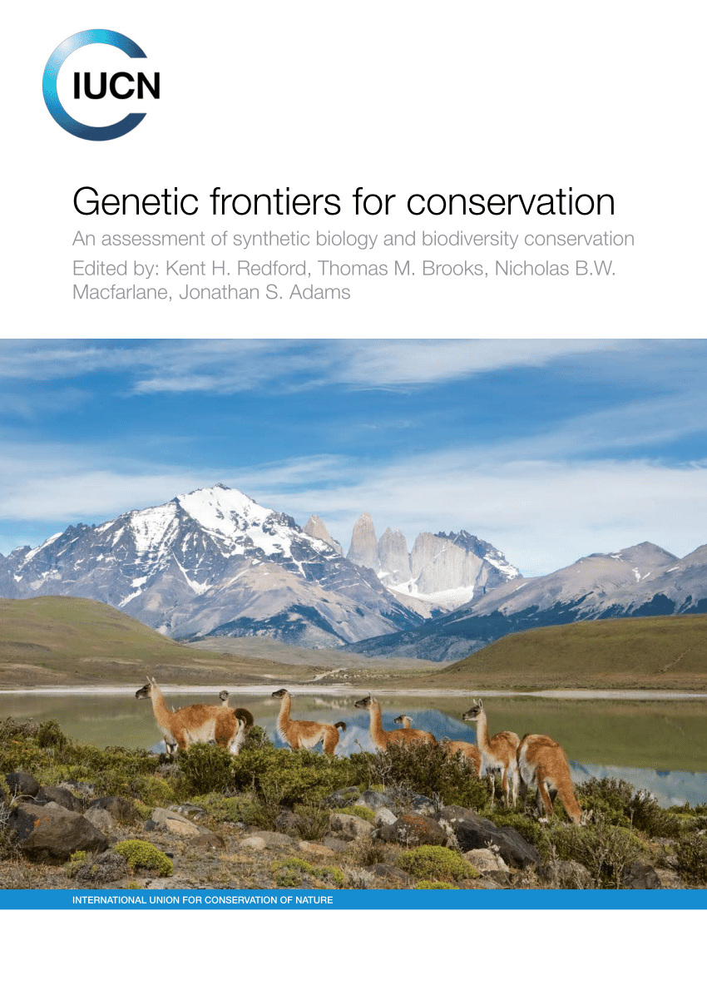 IUCN
Genetic frontiers for conservation
An assessment of synthetic biology and biodiversity conservation
Edited by: Kent H. Redford, Thomas M. Brooks, Nicholas B.W.
Macfarlane, Jonathan S. Adams
INTERNATIONAL UNION FOR CONSERVATION OF NATURE